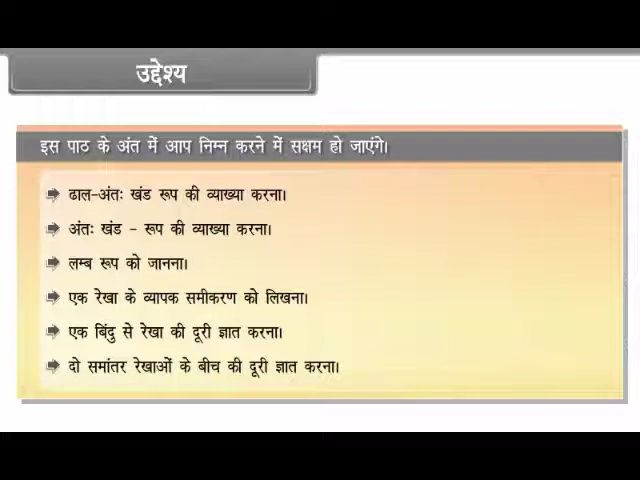 उद्देश्य
इस पाठ के अंत में आप निम्न करने में सक्षम हो जाएंगे।
ढाल-अंतः खंड रूप की व्याख्या करना।
अंतः खंड - रूप की व्याख्या करना।
लम्ब रूप को जानना।
एक रेखा के व्यापक समीकरण को लिखना।
एक बिंदु से रेखा की दूरी ज्ञात करना।
दो समांतर रेखाओं के बीच की दूरी ज्ञात करना।